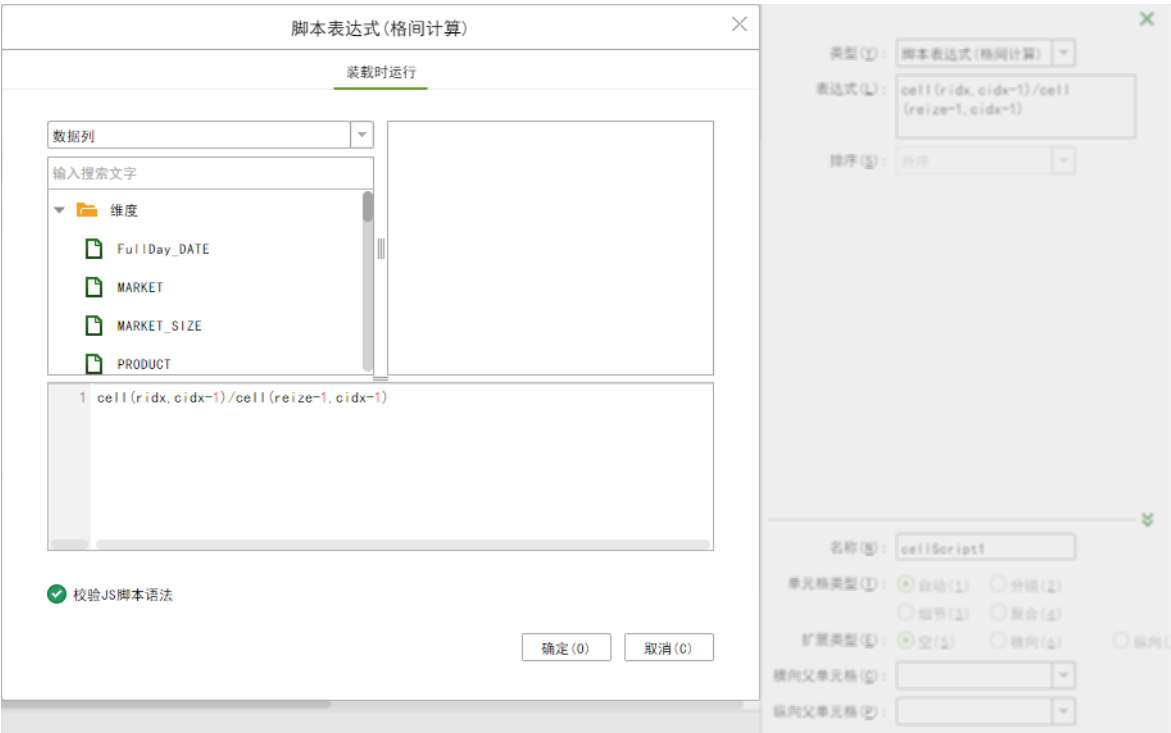 脚本表达式(格间计算)
装载时运行
数据列
输入搜索文字
维度
FullDay_DATE
MARKET
MARKET_SIZE
PRODUCT
1 cell(ridx,cidx-1)/cell(reize-1,cidx-1)
校验JS脚本语法
确定(O)
取消(C)
类型(Y): 脚本表达式(格间计算)
表达式(L): cell(ridx,cidx-1)/cell
(reize-1,cidx-1)
排序(S): 升序
名称(N): cellScript1
单元格类型(T): 自动(1) 分组(2)
细节(3) 聚合(4)
扩展类型(E): 空(5) 横向(6) 纵向(
横向父单元格(C):
纵向父单元格(P):